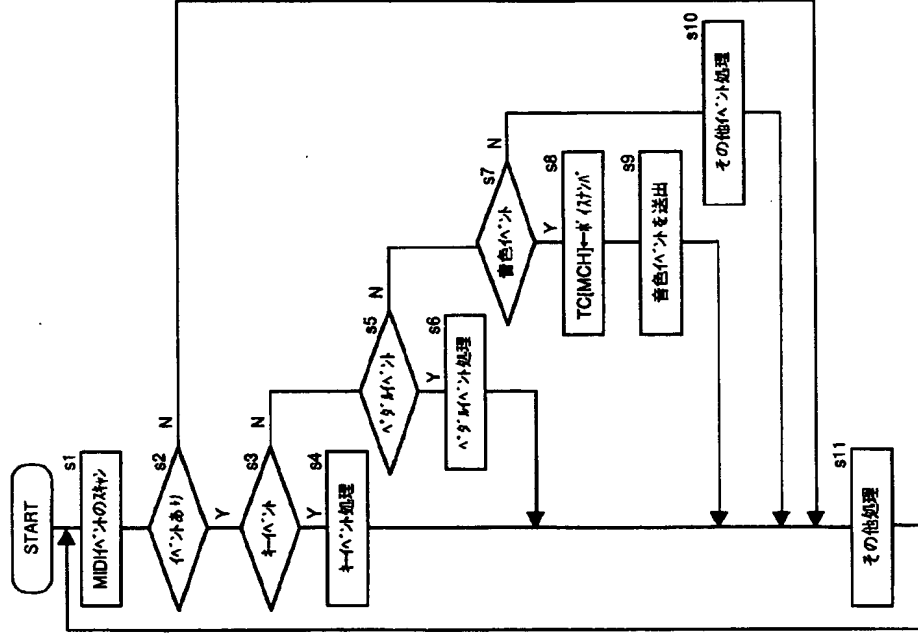 START
s1
MIDIイベントのスキャン
s2
イベントあり
N
Y
s3
キーイベント
N
Y
s4
キーイベント処理
s5
ペダルイベント
N
Y
s6
ペダルイベント処理
s7
音色イベント
N
Y
s8
TC[MCH]←ボイスナンバ
s9
音色イベントを送出
s10
その他イベント処理
s11
その他処理